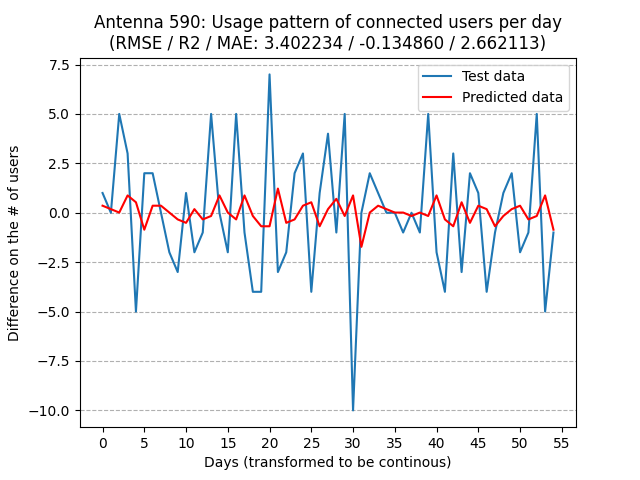 Antenna 590: Usage pattern of connected users per day
(RMSE / R2 / MAE: 3.402234 / -0.134860 / 2.662113)
Test data
Predicted data
Difference on the # of users
7.5
5.0
2.5
0.0
−2.5
−5.0
−7.5
−10.0
0 5 10 15 20 25 30 35 40 45 50 55
Days (transformed to be continous)